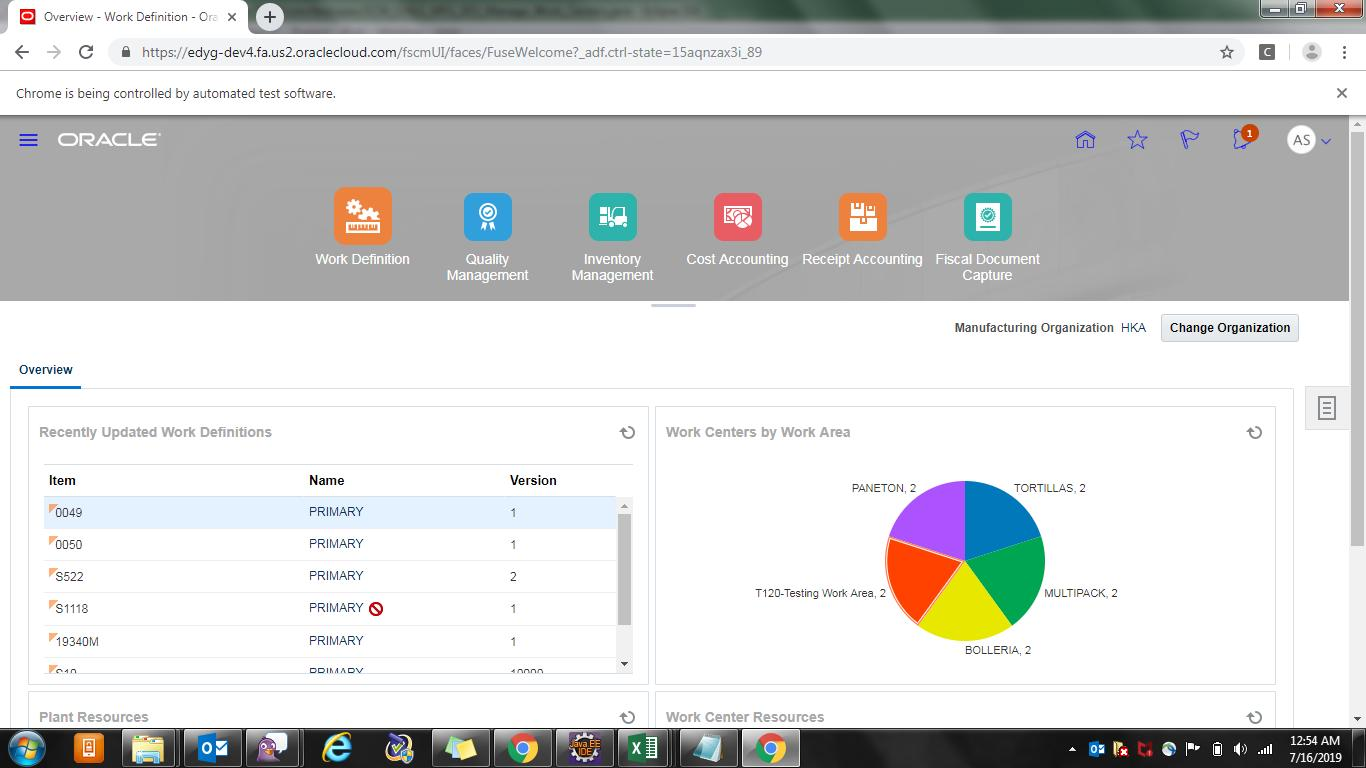 Overview - Work Definition - Ora
https://edyg-dev4.fa.us2.oraclecloud.com/fscmUI/faces/FuseWelcome?_adf.ctrl-state=15aqnzax3i_89
C
Chrome is being controlled by automated test software.
ORACLE
1
AS
Work Definition
Quality Management
Inventory Management
Cost Accounting
Receipt Accounting
Fiscal Document Capture
Manufacturing Organization HKA
Change Organization
Overview
Recently Updated Work Definitions
Item Name Version
0049 PRIMARY 1
0050 PRIMARY 1
S522 PRIMARY 2
S1118 PRIMARY 1
19340M PRIMARY 1
S10 PRIMARY
Work Centers by Work Area
PANETON, 2
TORTILLAS, 2
T120-Testing Work Area, 2
MULTIPACK, 2
BOLLERIA, 2
Plant Resources
Work Center Resources
Java EE
IDE
12:54 AM
7/16/2019